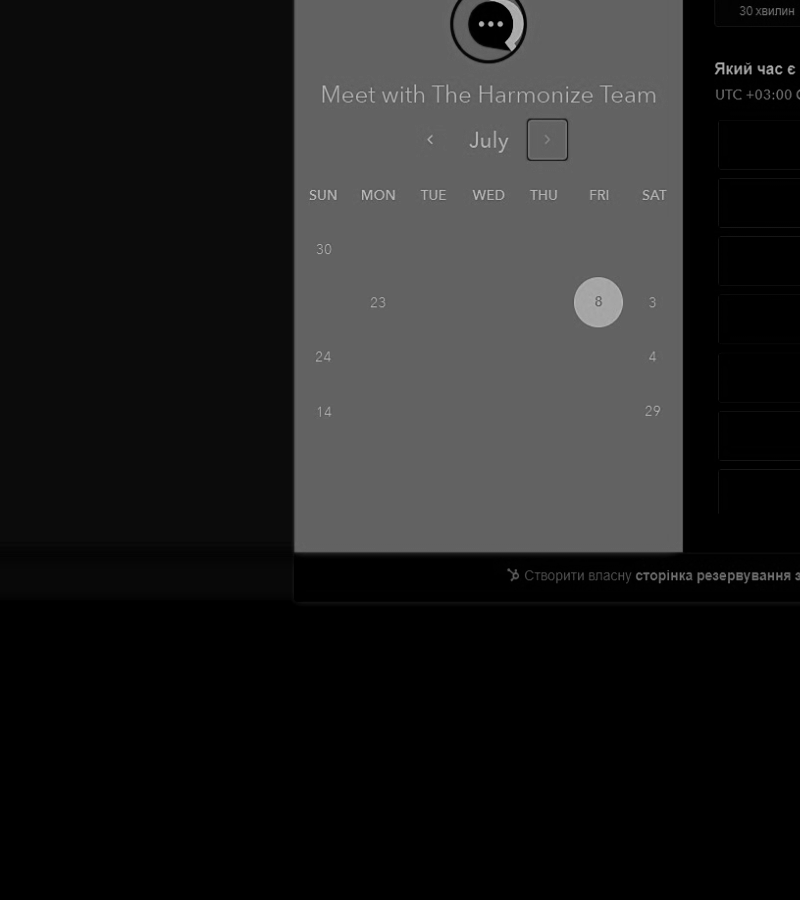 30 хвилин
Meet with The Harmonize Team
July
SUN MON TUE WED THU FRI SAT
30
23 8 3
24 4
14 29
Який час є
UTC +03:00
Створити власну сторінка резервування з